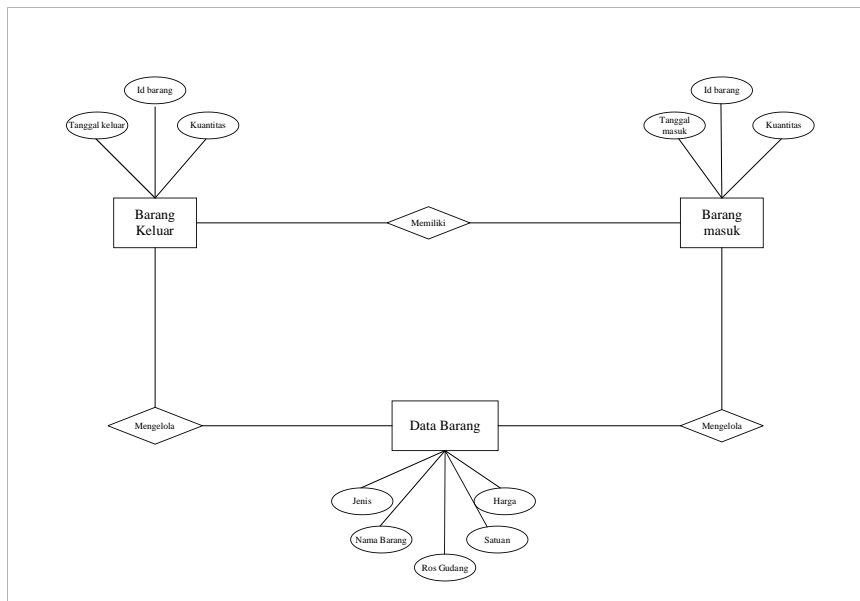 Id barang
Tanggal keluar
Kuantitas
Barang
Keluar
Memiliki
Id barang
Tanggal
masuk
Kuantitas
Barang
masuk
Mengelola
Data Barang
Mengelola
Jenis
Harga
Nama Barang
Satuan
Ros Gudang